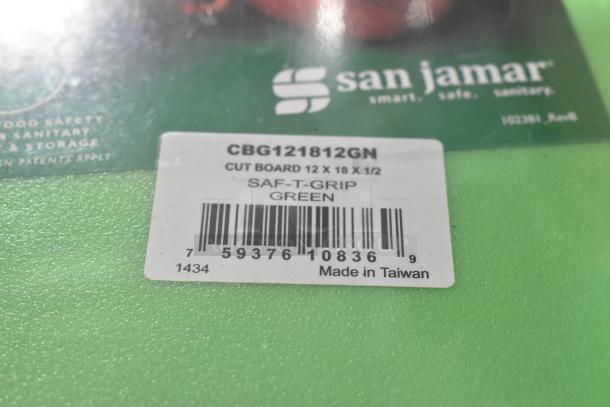 san jamar®
smart. safe. sanitary.
102381_RevB
OOD SAFETY
SANITARY
& STORAGE
N PATENTS APPLY
CBG121812GN
CUT BOARD 12 X 18 X 1/2
SAF-T-GRIP
GREEN
7 59376 10836 9
1434 Made in Taiwan